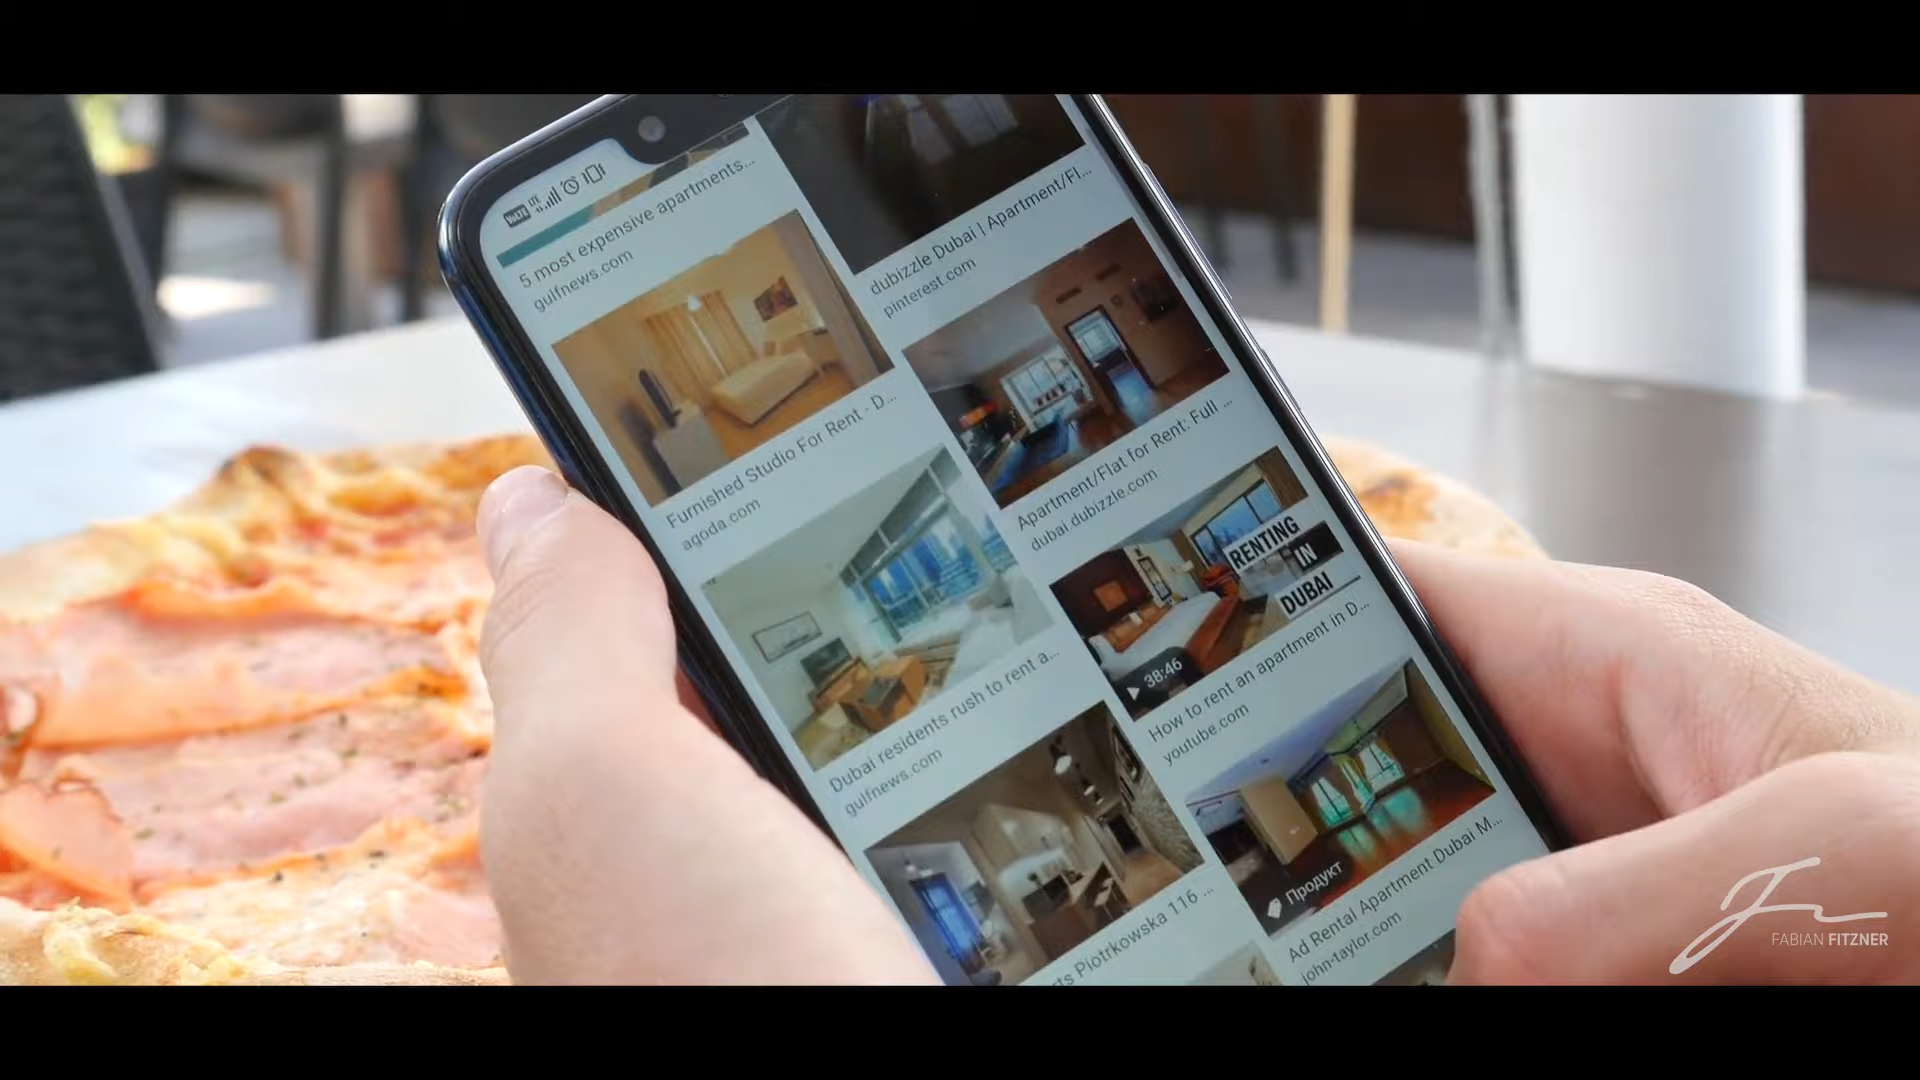 VoLTE
LTE
5 most expensive apartments...
gulfnews.com
dubizzle Dubai | Apartment/Fl...
pinterest.com
Furnished Studio For Rent - D...
agoda.com
Apartment/Flat for Rent: Full ...
dubai.dubizzle.com
RENTING
IN
DUBAI
38:46
Dubai residents rush to rent a...
gulfnews.com
How to rent an apartment in D...
youtube.com
Продукт
Piotrkowska 116 ...
Ad Rental Apartment Dubai M...
john-taylor.com
FABIAN FITZNER